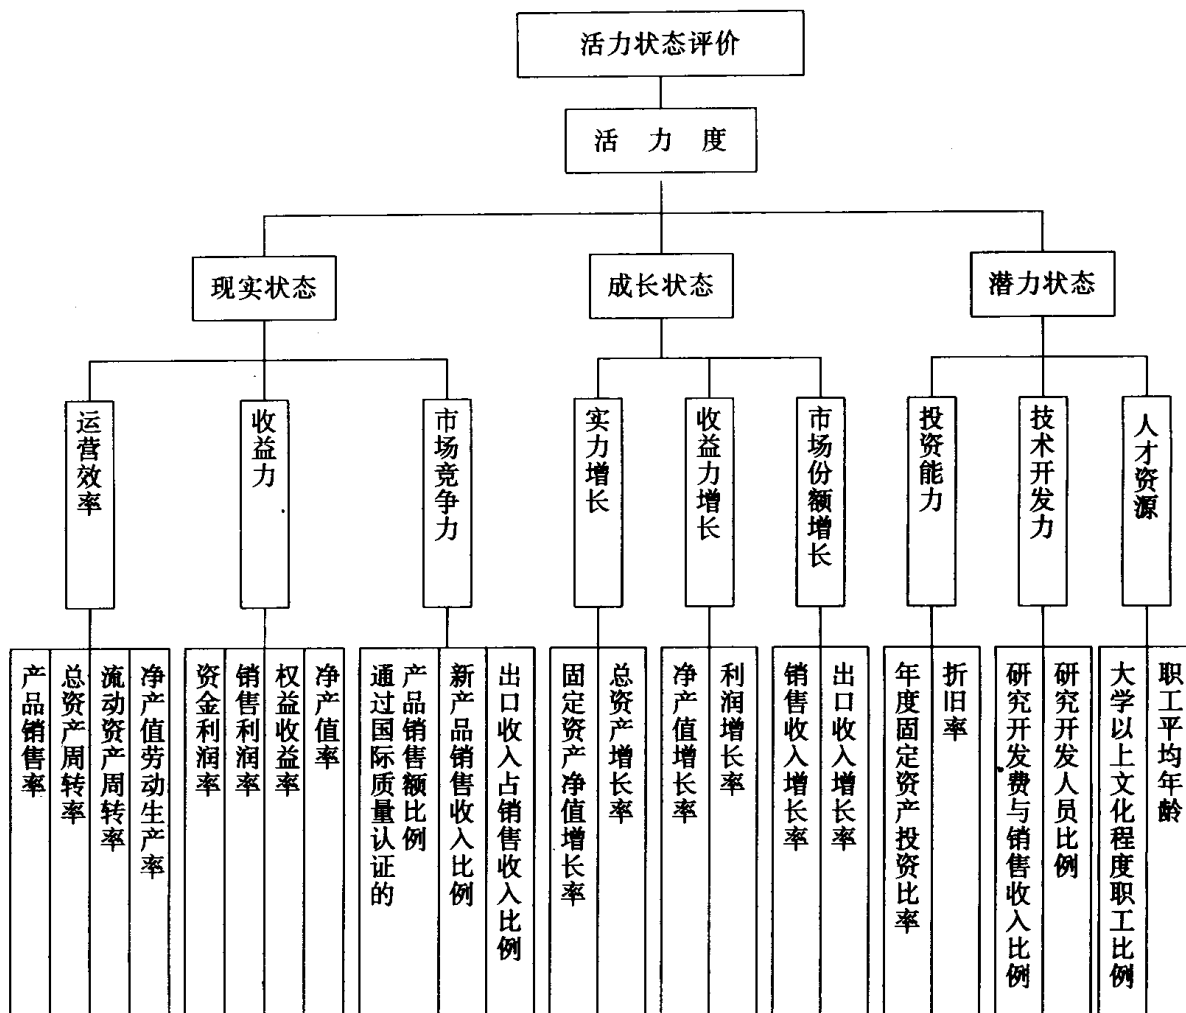 活力状态评价
活力度
现实状态
成长状态
潜力状态
运营效率
收益力
市场竞争力
实力增长
收益力增长
市场份额增长
投资能力
技术开发力
人才资源
产品销售率
总资产周转率
流动资产周转率
净产值劳动生产率
资金利润率
销售利润率
权益收益率
净产值率
通过国际质量认证的
产品销售额比例
新产品销售收入比例
出口收入占销售收入比例
固定资产净值增长率
总资产增长率
净产值增长率
利润增长率
销售收入增长率
出口收入增长率
年度固定资产投资比率
折旧率
研究开发费与销售收入比例
研究开发人员比例
大学以上文化程度职工比例
职工平均年龄